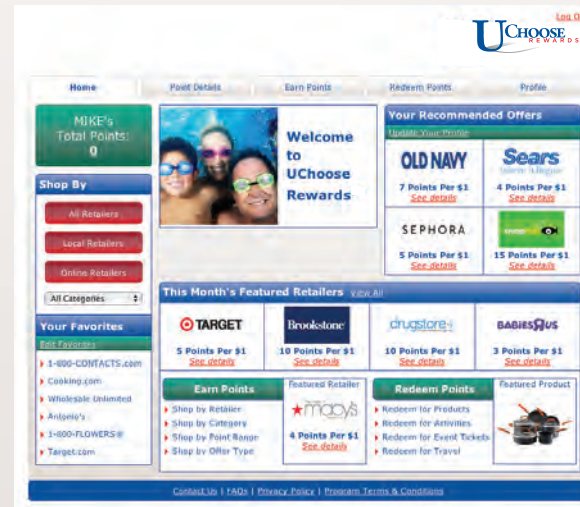 Log O
UChoose
REWARDS
Home
Point Details
Earn Points
Redeem Points
Profile
MIKE's
Total Points:
0
Welcome
to
UChoose
Rewards
Your Recommended Offers
Update Your Profile
OLD NAVY
7 Points Per $1
See details
Sears
4 Points Per $1
See details
SEPHORA
5 Points Per $1
See details
15 Points Per $1
See details
Shop By
All Retailers
Local Retailers
Online Retailers
All Categories
Your Favorites
Edit Favorites
1-800-CONTACTS.com
Cooking.com
Wholesale Unlimited
Antonio's
1-800-FLOWERS®
Target.com
This Month's Featured Retailers View All
TARGET
5 Points Per $1
See details
Brookstone
10 Points Per $1
See details
drugstore
10 Points Per $1
See details
BABIESRUS
3 Points Per $1
See details
Earn Points
Shop by Retailer
Shop by Category
Shop by Point Range
Shop by Offer Type
Featured Retailer
macy's
4 Points Per $1
See details
Redeem Points
Redeem for Products
Redeem for Activities
Redeem for Event Tickets
Redeem for Travel
Featured Product
Contact Us | FAQs | Privacy Policy | Program Terms & Conditions